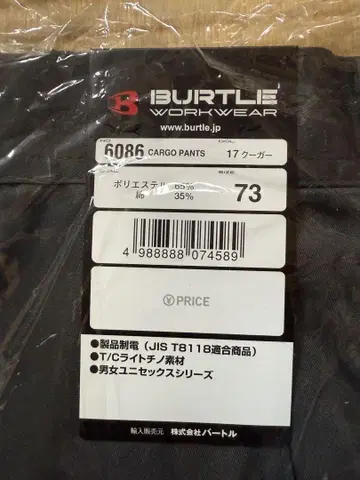 BURTLE
WORKWEAR
www.burtle.jp
NO. COL.
6086 CARGO PANTS 17 クーガー
SIZE
ポリエステル 65%
綿 35%
73
4 988888 074589
¥ PRICE
●製品制電（JIS T8118適合商品）
●T/Cライトチノ素材
●男女ユニセックスシリーズ
輸入販売元 株式会社バートル